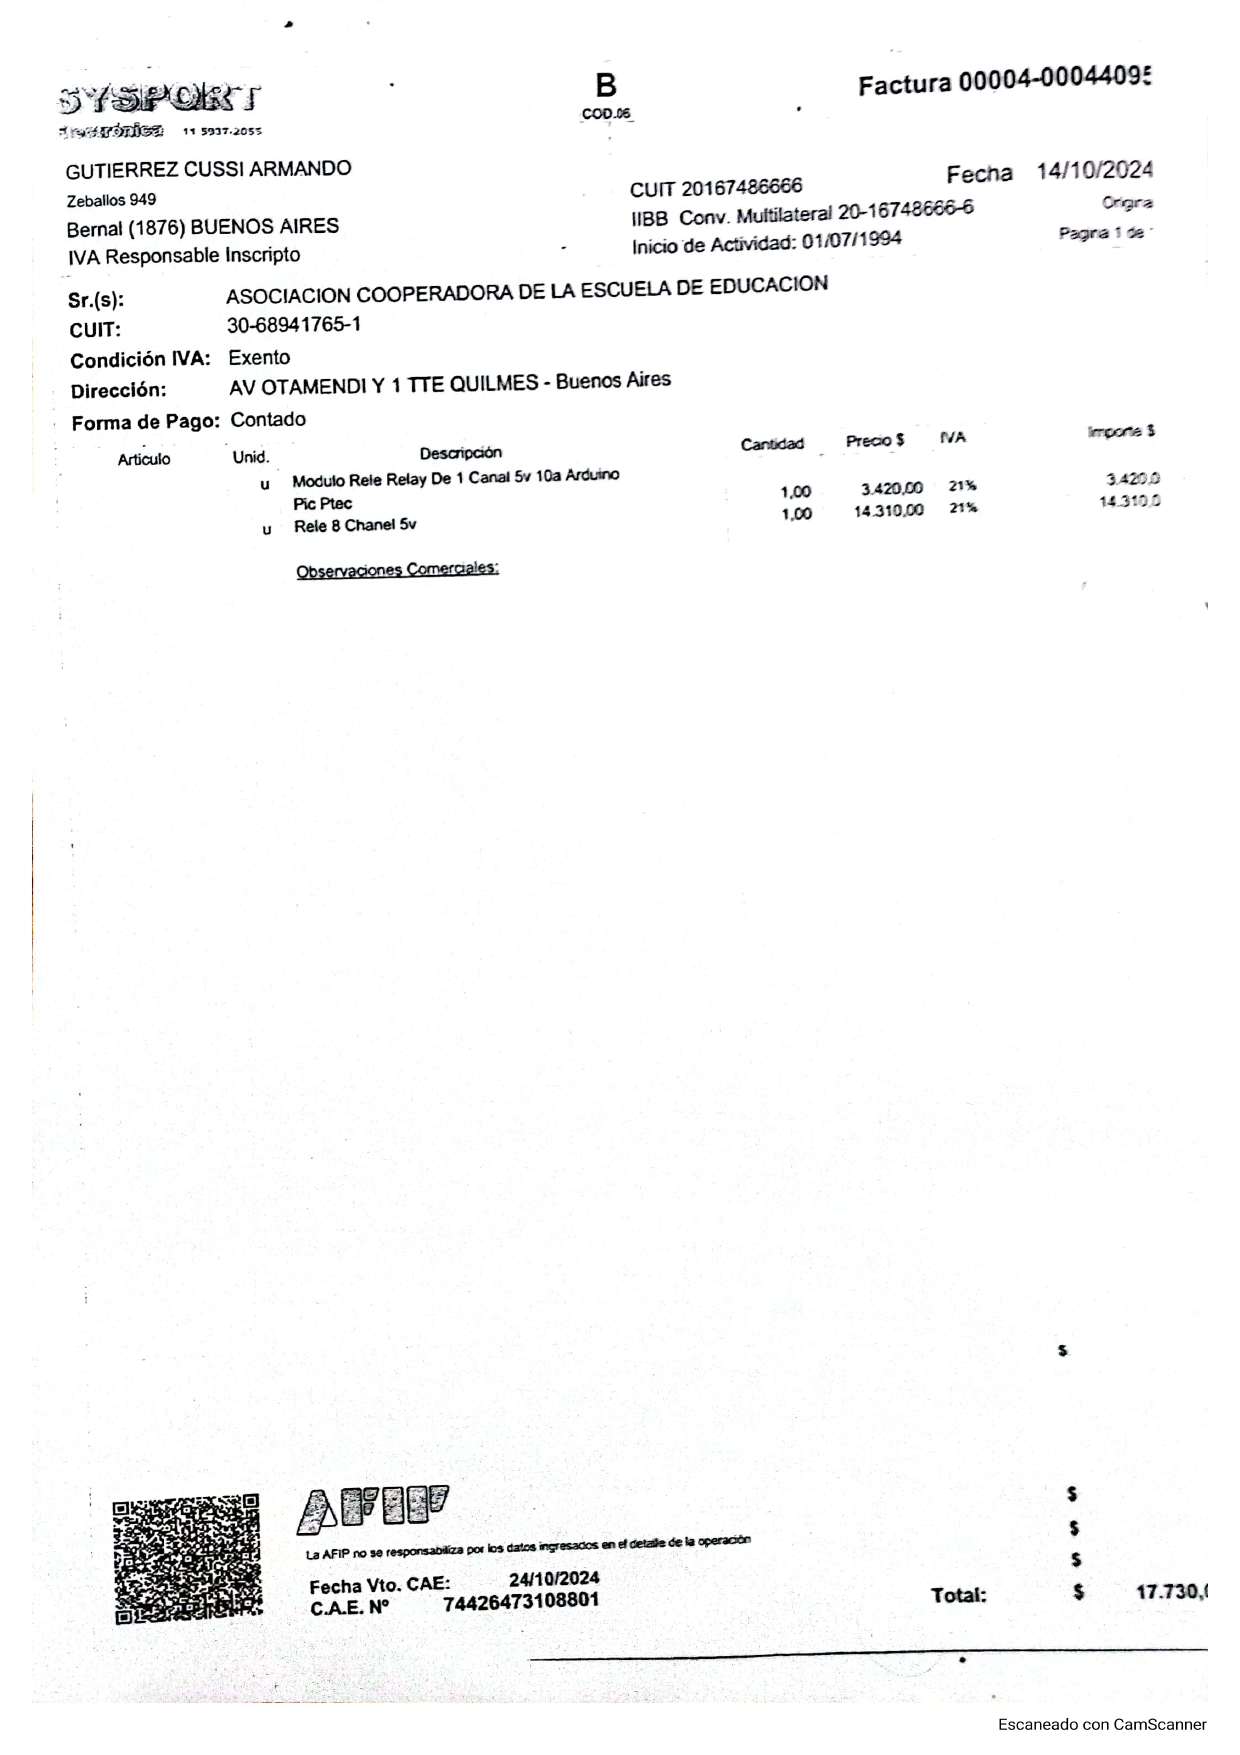 SYSPORT
Electrónica 11 5937-2055
B
COD.06
Factura 00004-0004409
GUTIERREZ CUSSI ARMANDO
Zeballos 949
Bernal (1876) BUENOS AIRES
IVA Responsable Inscripto
CUIT 20167486666
IIBB Conv. Multilateral 20-16748666-6
Inicio de Actividad: 01/07/1994
Fecha 14/10/2024
Origina
Pagina 1 de
Sr.(s): ASOCIACION COOPERADORA DE LA ESCUELA DE EDUCACION
CUIT: 30-68941765-1
Condición IVA: Exento
Dirección: AV OTAMENDI Y 1 TTE QUILMES - Buenos Aires
Forma de Pago: Contado
Articulo Unid. Descripción Cantidad Precio $ IVA Importe $
u Modulo Rele Relay De 1 Canal 5v 10a Arduino 1,00 3.420,00 21% 3.420,0
Pic Ptec
u Rele 8 Chanel 5v 1,00 14.310,00 21% 14.310,0
Observaciones Comerciales:
$
AFIP
La AFIP no se responsabiliza por los datos ingresados en el detalle de la operación
Fecha Vto. CAE: 24/10/2024
C.A.E. Nº 74426473108801
$
$
$
Total: $ 17.730,
Escaneado con CamScanner